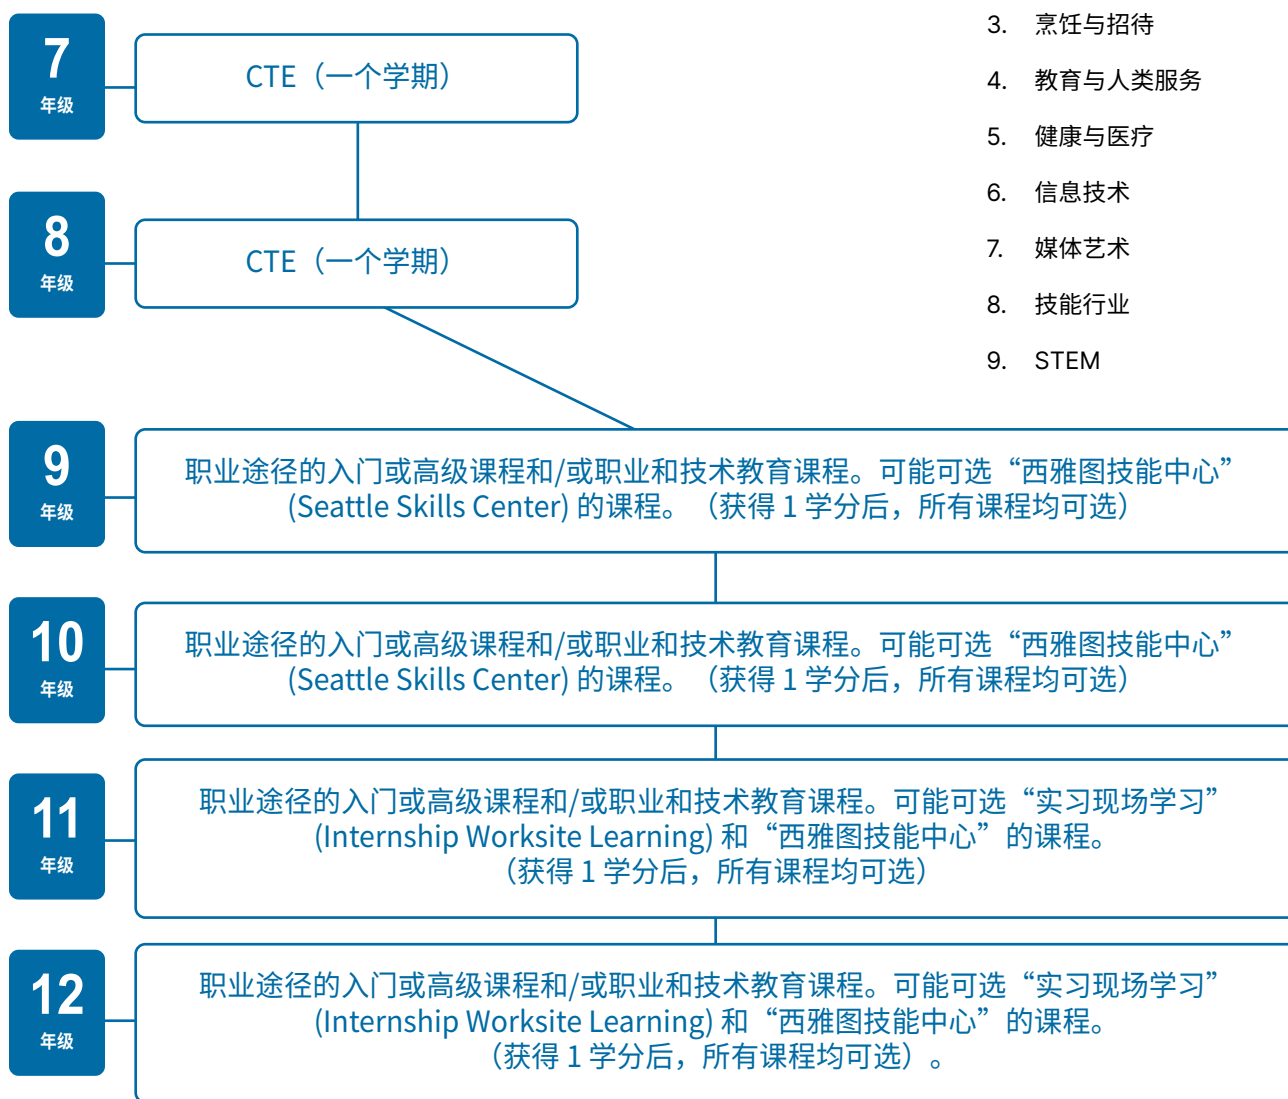 7
年级
CTE（一个学期）
8
年级
CTE（一个学期）
3. 烹饪与招待
4. 教育与人类服务
5. 健康与医疗
6. 信息技术
7. 媒体艺术
8. 技能行业
9. STEM
9
年级
职业途径的入门或高级课程和/或职业和技术教育课程。可能可选“西雅图技能中心”
(Seattle Skills Center) 的课程。（获得 1 学分后，所有课程均可选）
10
年级
职业途径的入门或高级课程和/或职业和技术教育课程。可能可选“西雅图技能中心”
(Seattle Skills Center) 的课程。（获得 1 学分后，所有课程均可选）
11
年级
职业途径的入门或高级课程和/或职业和技术教育课程。可能可选“实习现场学习”
(Internship Worksite Learning) 和“西雅图技能中心”的课程。
（获得 1 学分后，所有课程均可选）
12
年级
职业途径的入门或高级课程和/或职业和技术教育课程。可能可选“实习现场学习”
(Internship Worksite Learning) 和“西雅图技能中心”的课程。
（获得 1 学分后，所有课程均可选）。